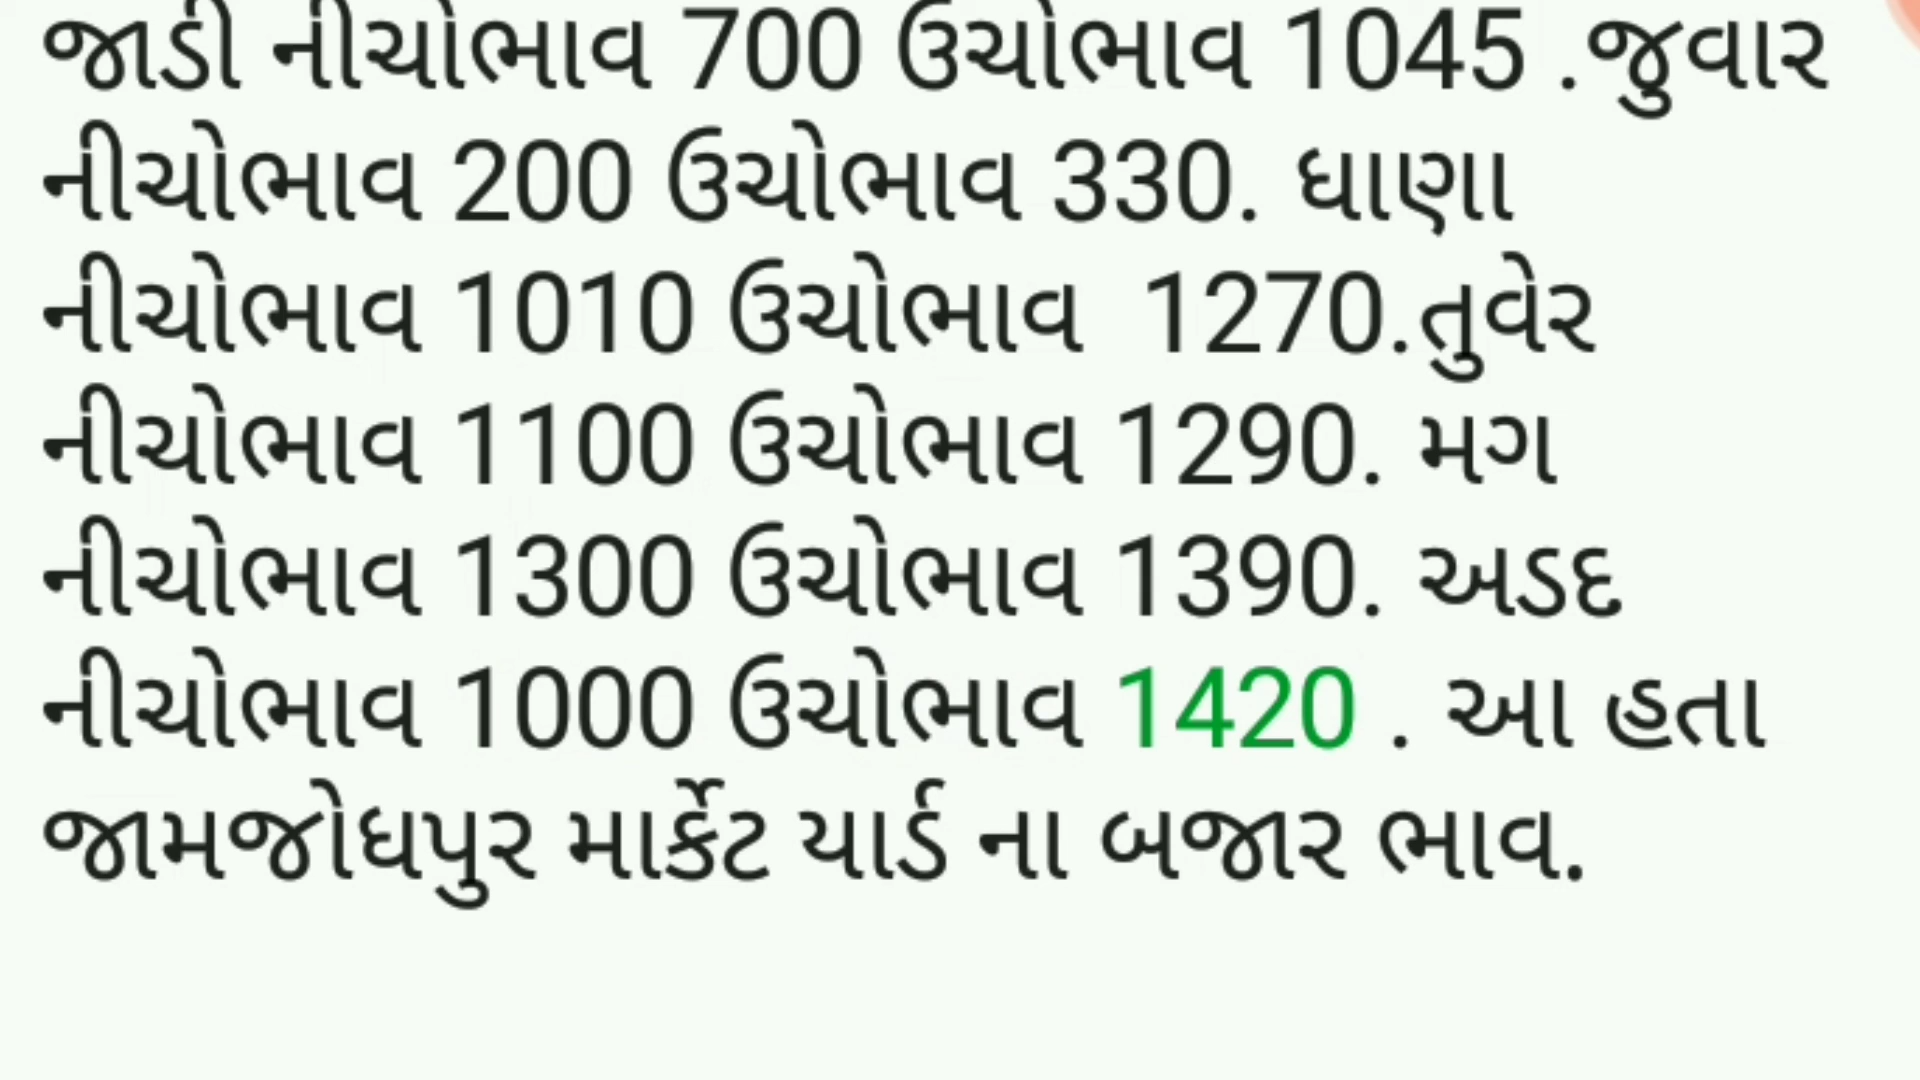 જાડી નીચોભાવ 700 ઉચોભાવ 1045 .જુવાર
નીચોભાવ 200 ઉચોભાવ 330. ધાણા
નીચોભાવ 1010 ઉચોભાવ  1270.તુવેર
નીચોભાવ 1100 ઉચોભાવ 1290. મગ
નીચોભાવ 1300 ઉચોભાવ 1390. અડદ
નીચોભાવ 1000 ઉચોભાવ 1420 . આ હતા
જામજોધપુર માર્કેટ યાર્ડ ના બજાર ભાવ.